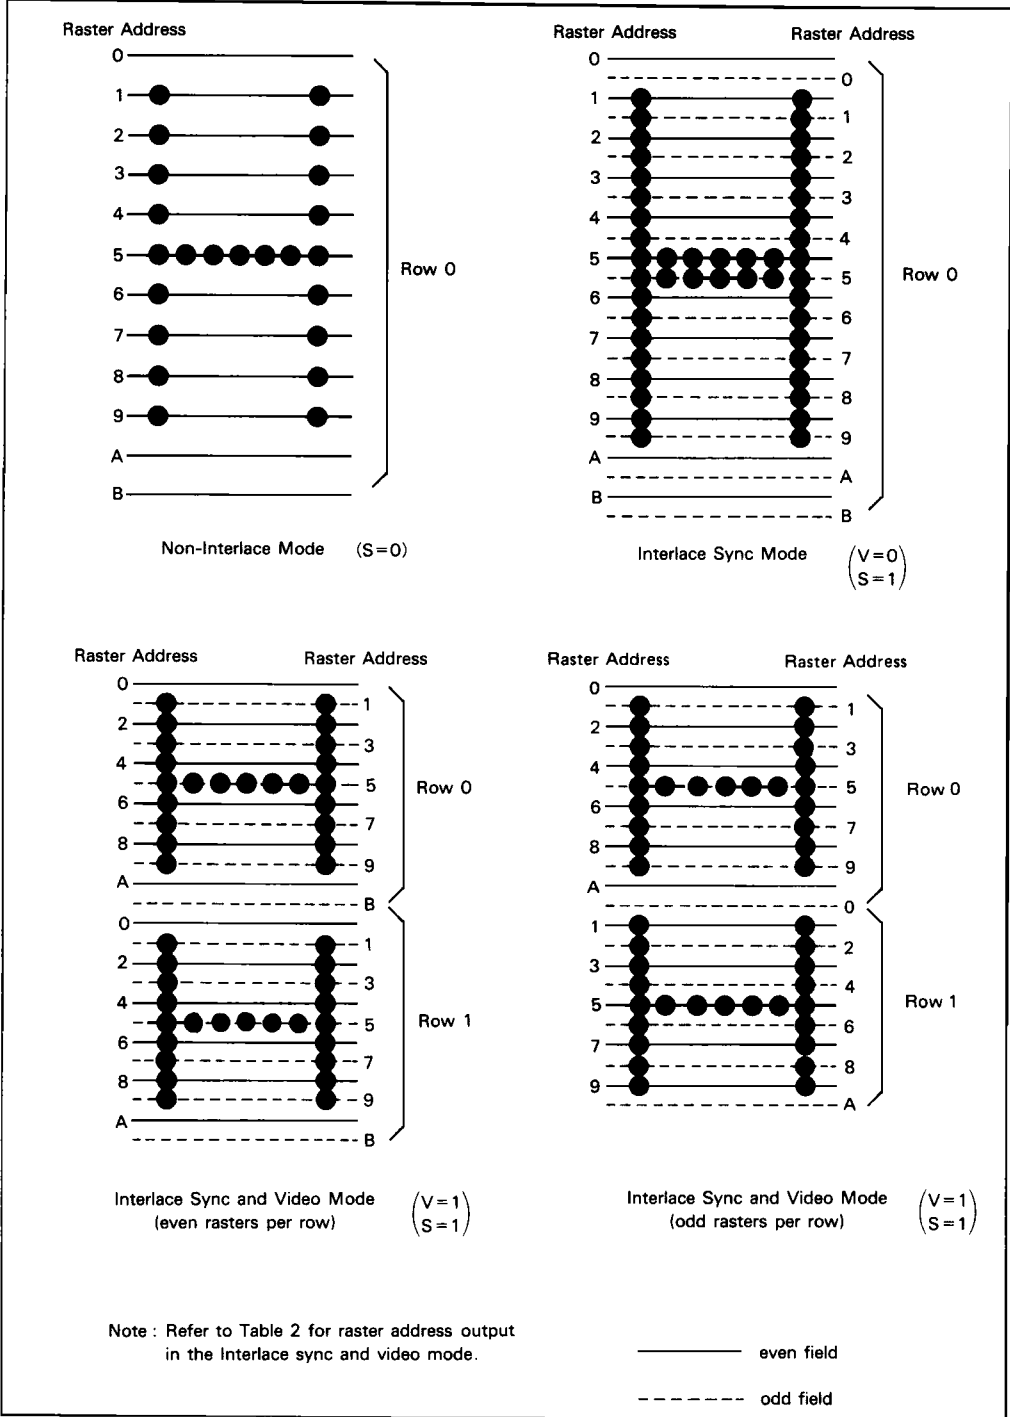 Raster Address
0
1
2
3
4
5
6
7
8
9
A
B
Row 0
Non-Interlace Mode (S=0)
Raster Address Raster Address
0
0
1
1
2
2
3
3
4
4
5
5
6
6
7
7
8
8
9
9
A
A
B
B
Row 0
Interlace Sync Mode (V=0
S=1)
Raster Address Raster Address
0
1
2
3
4
5
6
7
8
9
A
B
Row 0
0
1
2
3
4
5
6
7
8
9
A
B
Row 1
Interlace Sync and Video Mode (V=1
(even rasters per row) S=1)
Raster Address Raster Address
0
1
2
3
4
5
6
7
8
9
A
Row 0
0
1
2
3
4
5
6
7
8
9
A
Row 1
Interlace Sync and Video Mode (V=1
(odd rasters per row) S=1)
Note : Refer to Table 2 for raster address output
in the Interlace sync and video mode.
even field
odd field